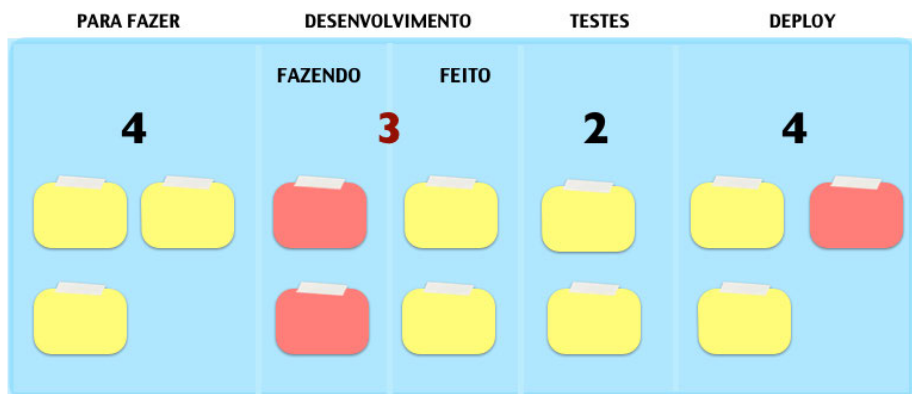 PARA FAZER DESENVOLVIMENTO TESTES DEPLOY
FAZENDO FEITO
4 3 2 4